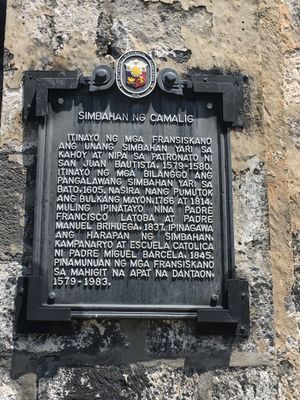 SIMBAHAN NG CAMALIG
ITINAYO NG MGA FRANSISKANO
ANG UNANG SIMBAHAN YARI SA
KAHOY AT NIPA SA PATRONATO NI
SAN JUAN BAUTISTA, 1579-1580.
ITINAYO NG MGA BILANGGO ANG
PANGALAWANG SIMBAHAN YARI SA
BATO, 1605. NASIRA NANG PUMUTOK
ANG BULKANG MAYON, 1766 AT 1814.
MULING IPINATAYO NINA PADRE
FRANCISCO LATOBA AT PADRE
MANUEL BRIHUEGA, 1837. IPINAGAWA
ANG HARAPAN NG SIMBAHAN,
KAMPANARYO AT ESCUELA CATOLICA
NI PADRE MIGUEL BARCELA, 1845.
PINAMUNUAN NG MGA FRANSISKANO
SA MAHIGIT NA APAT NA DANTAON,
1579-1983.